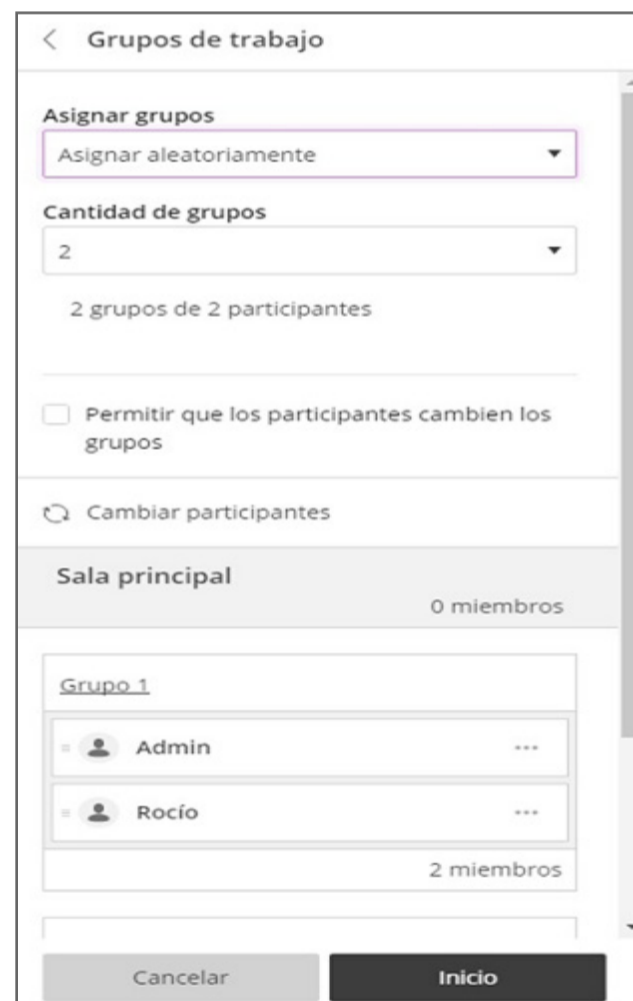 Grupos de trabajo
Asignar grupos
Asignar aleatoriamente
Cantidad de grupos
2
2 grupos de 2 participantes
Permitir que los participantes cambien los
grupos
Cambiar participantes
Sala principal
0 miembros
Grupo 1
Admin
Rocío
2 miembros
Cancelar
Inicio